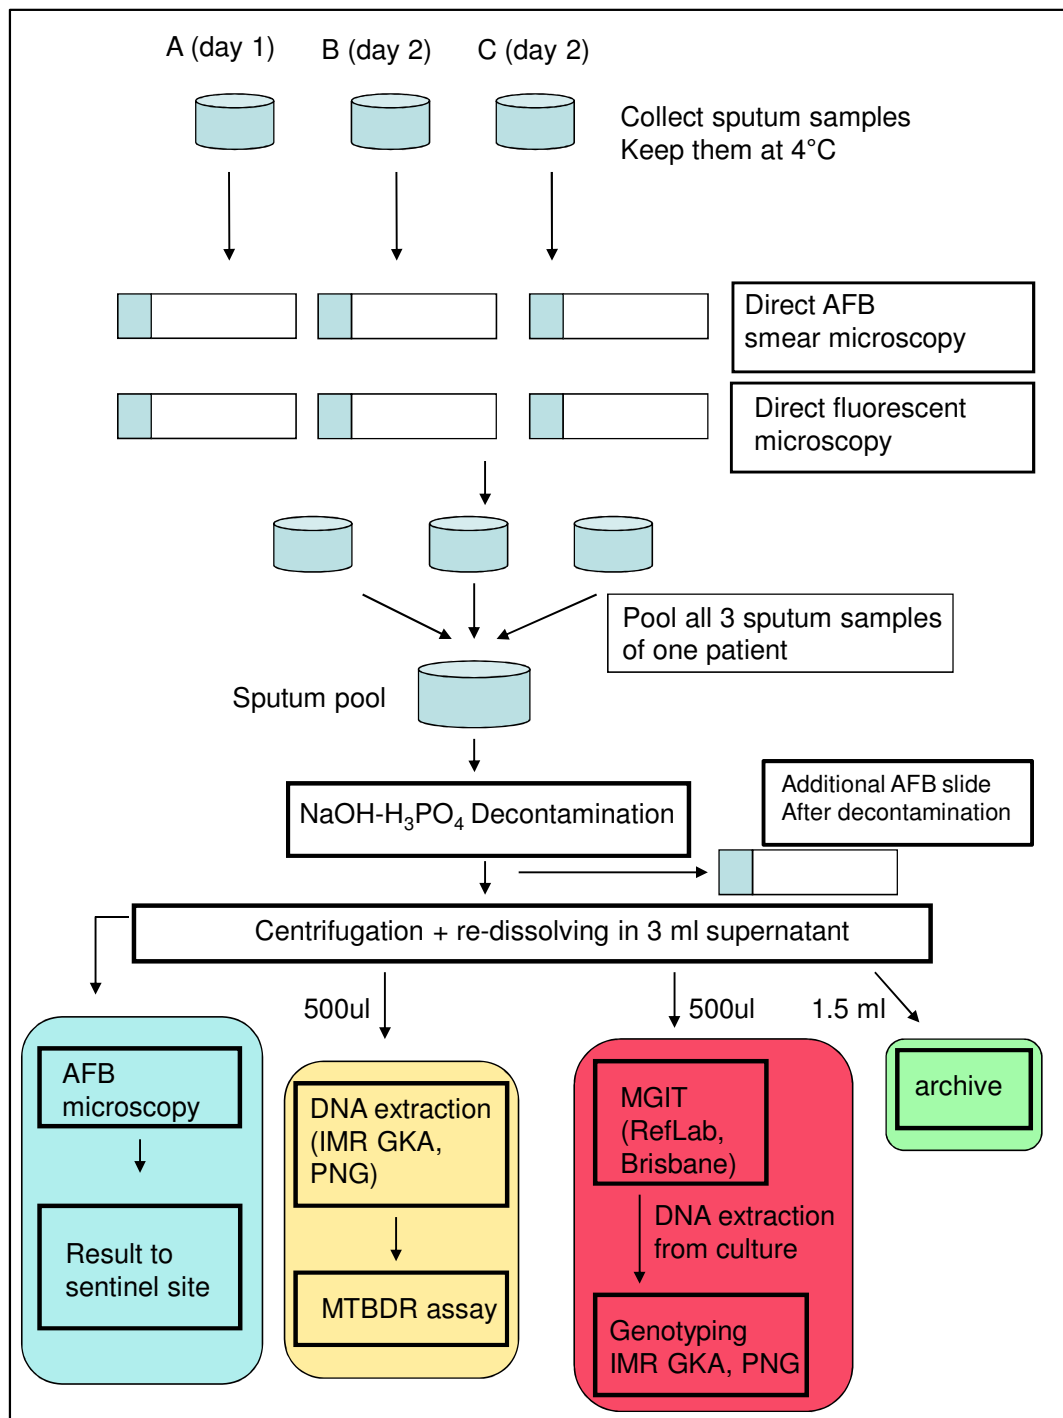 A (day 1) B (day 2) C (day 2)
Collect sputum samples
Keep them at 4°C
Direct AFB
smear microscopy
Direct fluorescent
microscopy
Pool all 3 sputum samples
of one patient
Sputum pool
NaOH-H₃PO₄ Decontamination
Additional AFB slide
After decontamination
Centrifugation + re-dissolving in 3 ml supernatant
500ul
500ul
1.5 ml
AFB
microscopy
Result to
sentinel site
DNA extraction
(IMR GKA,
PNG)
MTBDR assay
MGIT
(RefLab,
Brisbane)
DNA extraction
from culture
Genotyping
IMR GKA, PNG
archive